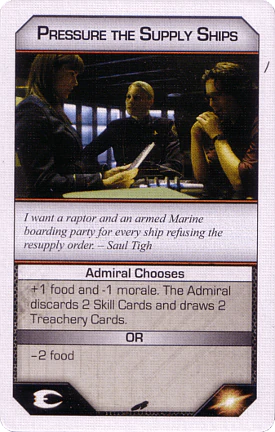 PRESSURE THE SUPPLY SHIPS
I want a raptor and an armed Marine
boarding party for every ship refusing the
resupply order. – Saul Tigh
Admiral Chooses
+1 food and -1 morale. The Admiral
discards 2 Skill Cards and draws 2
Treachery Cards.
OR
–2 food